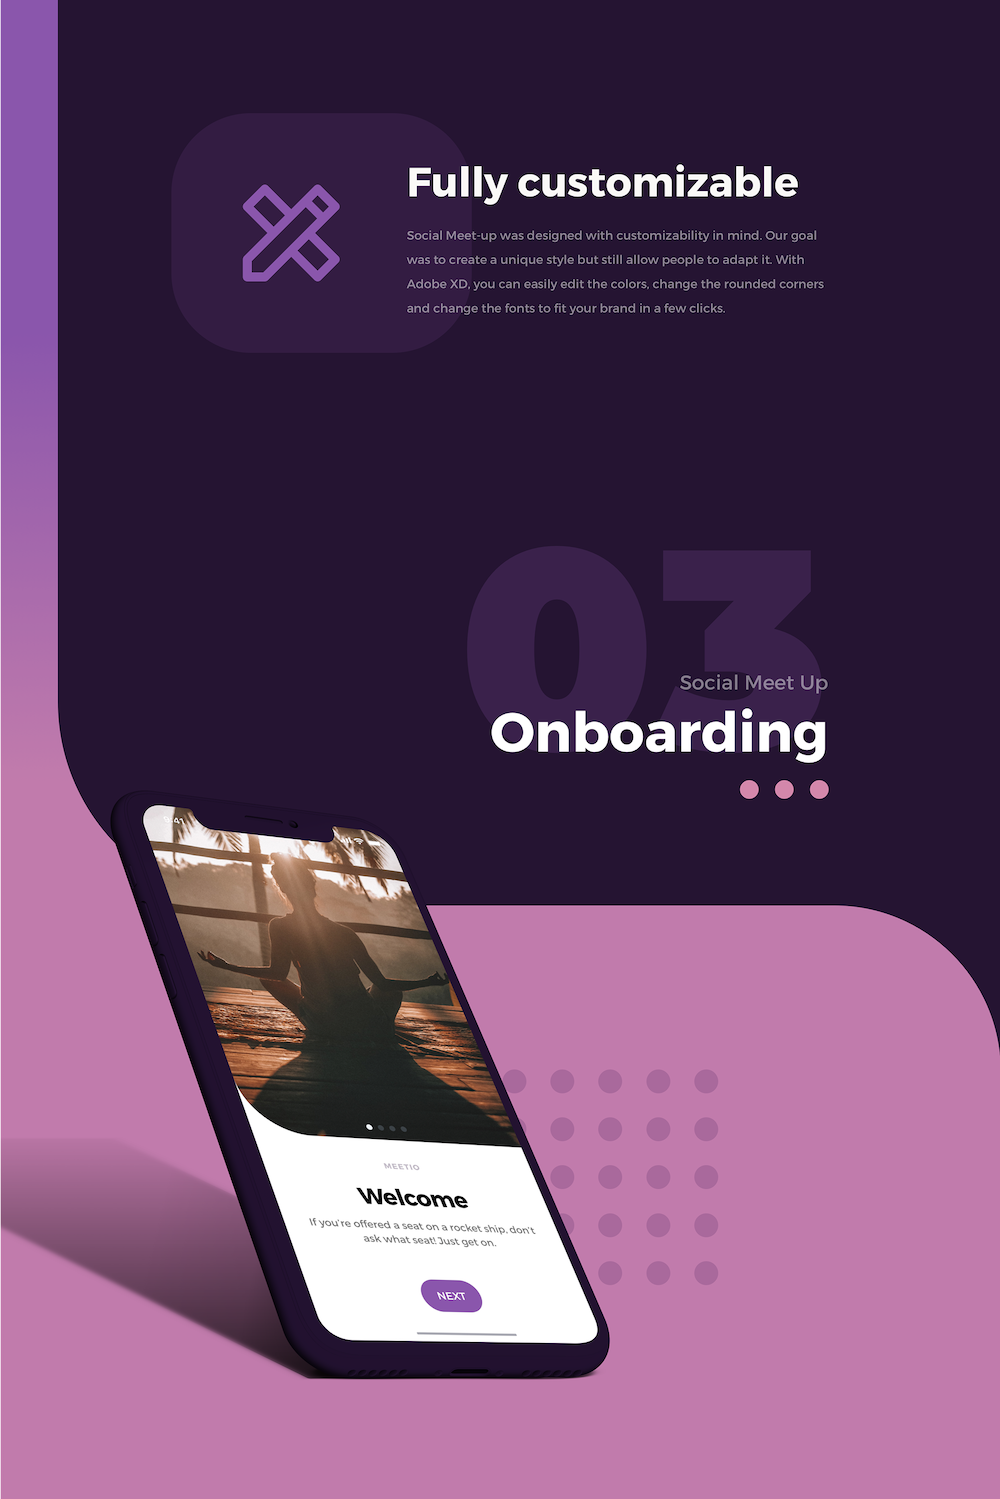 Fully customizable
Social Meet-up was designed with customizability in mind. Our goal
was to create a unique style but still allow people to adapt it. With
Adobe XD, you can easily edit the colors, change the rounded corners
and change the fonts to fit your brand in a few clicks.
03
Social Meet Up
Onboarding
9:41
MEETIO
Welcome
If you're offered a seat on a rocket ship, don't
ask what seat! Just get on.
NEXT